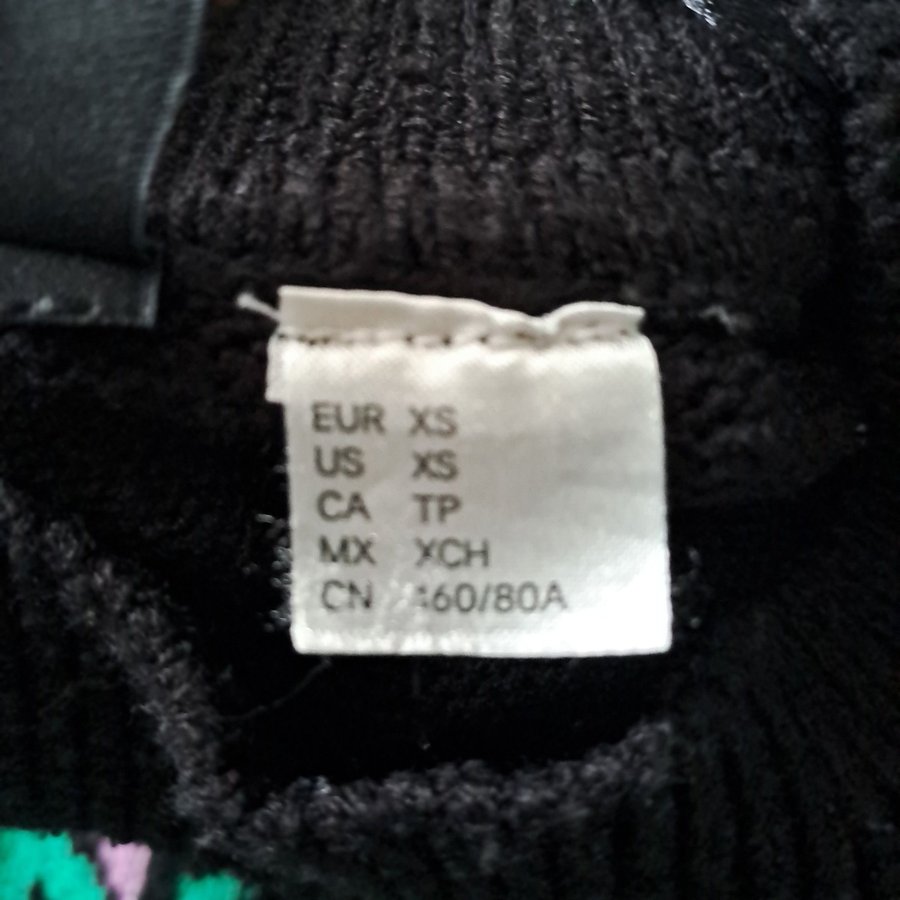 EUR XS
US XS
CA TP
MX XCH
CN 160/80A